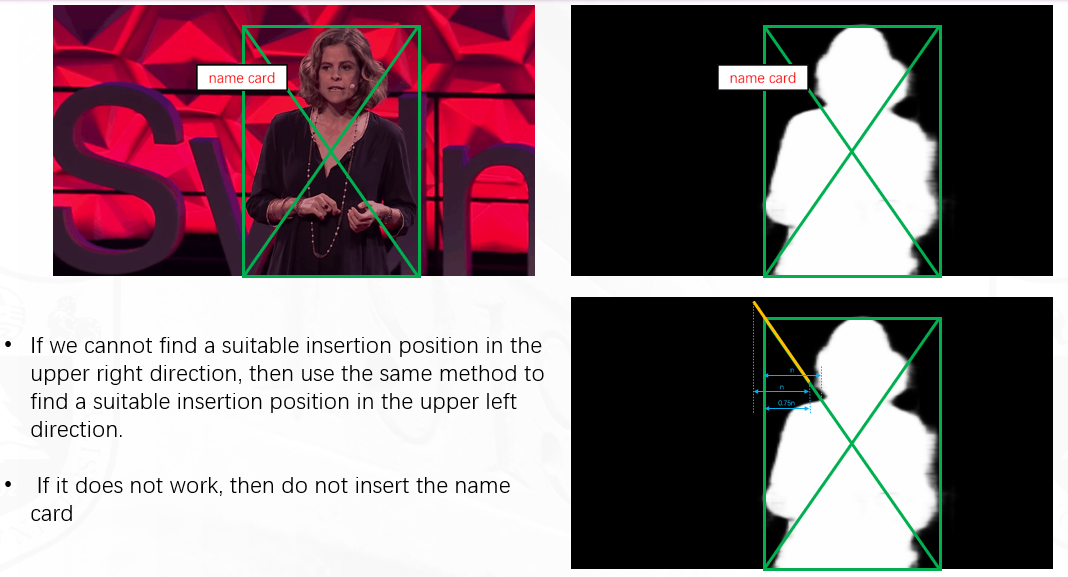 name card
name card
n
n
0.75n
• If we cannot find a suitable insertion position in the
upper right direction, then use the same method to
find a suitable insertion position in the upper left
direction.
• If it does not work, then do not insert the name
card